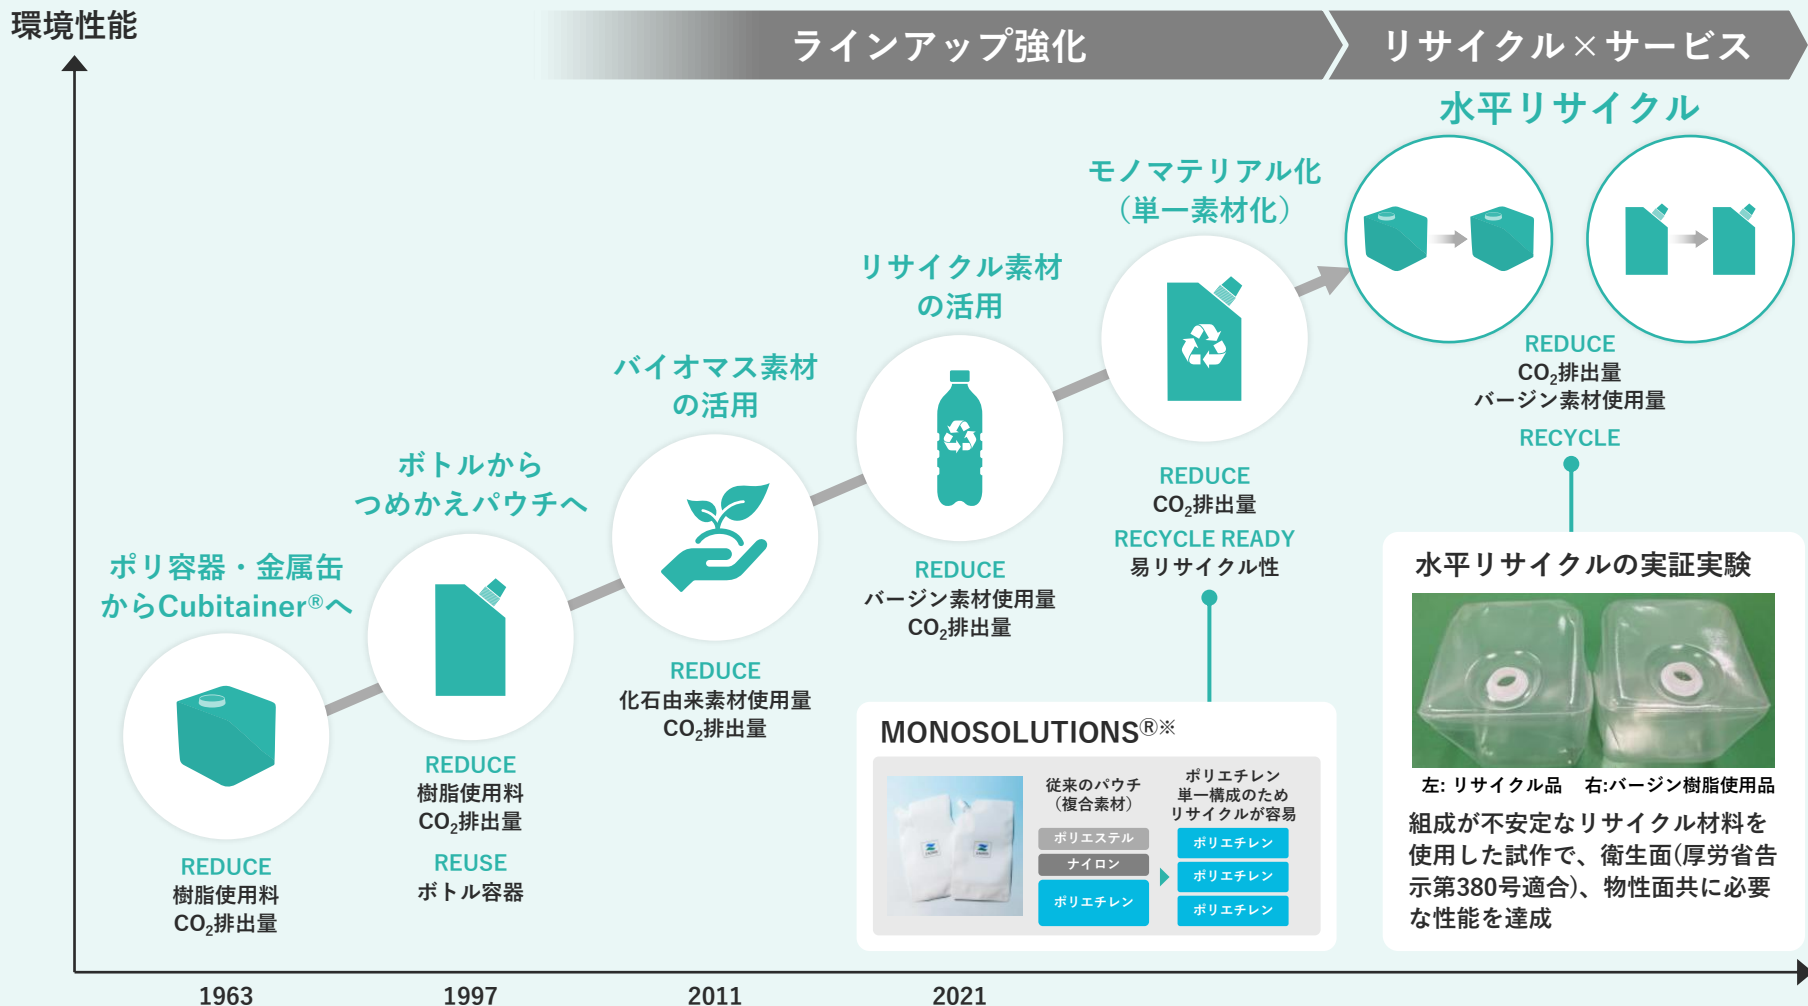 環境性能
ラインアップ強化
リサイクル×サービス
水平リサイクル
モノマテリアル化
（単一素材化）
リサイクル素材
の活用
バイオマス素材
の活用
ボトルから
つめかえパウチへ
ポリ容器・金属缶
からCubitainer®へ
REDUCE
樹脂使用料
CO₂排出量
REDUCE
樹脂使用料
CO₂排出量
REUSE
ボトル容器
REDUCE
化石由来素材使用量
CO₂排出量
REDUCE
バージン素材使用量
CO₂排出量
REDUCE
CO₂排出量
RECYCLE READY
易リサイクル性
REDUCE
CO₂排出量
バージン素材使用量
RECYCLE
MONOSOLUTIONS®※
従来のパウチ
（複合素材）
ポリエステル
ナイロン
ポリエチレン
ポリエチレン
単一構成のため
リサイクルが容易
ポリエチレン
ポリエチレン
ポリエチレン
水平リサイクルの実証実験
左: リサイクル品 右:バージン樹脂使用品
組成が不安定なリサイクル材料を
使用した試作で、衛生面(厚労省告
示第380号適合)、物性面共に必要
な性能を達成
1963
1997
2011
2021